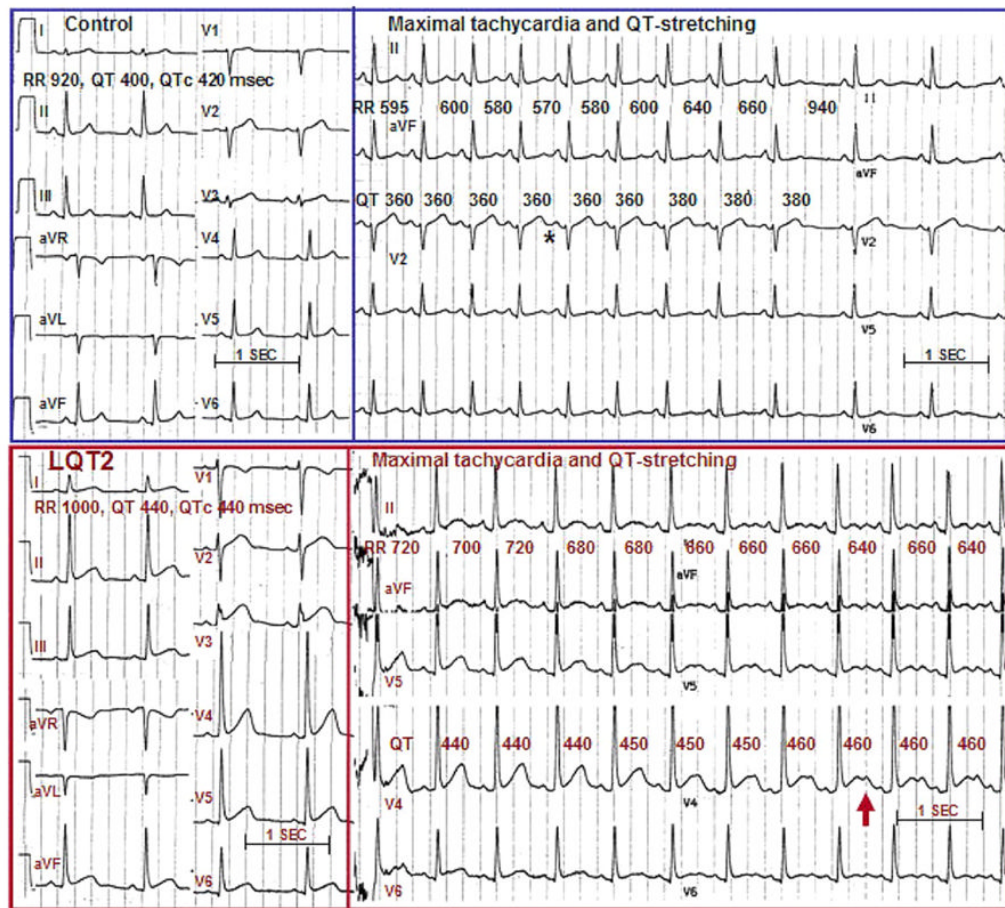 Control
I
V1
RR 920, QT 400, QTc 420 msec
II
V2
III
V3
aVR
V4
aVL
V5
1 SEC
aVF
V6
Maximal tachycardia and QT-stretching
II
II
RR 595 600 580 570 580 600 640 660 940
aVF
aVF
QT 360 360 360 360 360 360 380 380 380
*
V2
V2
V5
1 SEC
V6
LQT2
I
V1
RR 1000, QT 440, QTc 440 msec
II
V2
III
V3
aVR
V4
aVL
V5
1 SEC
aVF
V6
Maximal tachycardia and QT-stretching
II
RR 720 700 720 680 680 660 660 660 640 660 640
aVF
aVF
V5
V5
QT 440 440 440 450 450 450 460 460 460 460
V4
V4
1 SEC
V6
V6